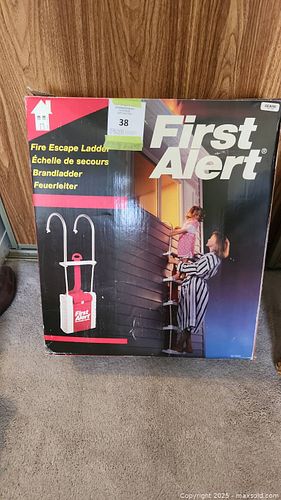 38
First
Alert®
Fire Escape Ladder
Échelle de secours
Brandladder
Feuerleiter
First
Alert
Copyright 2025 - maxsold.com